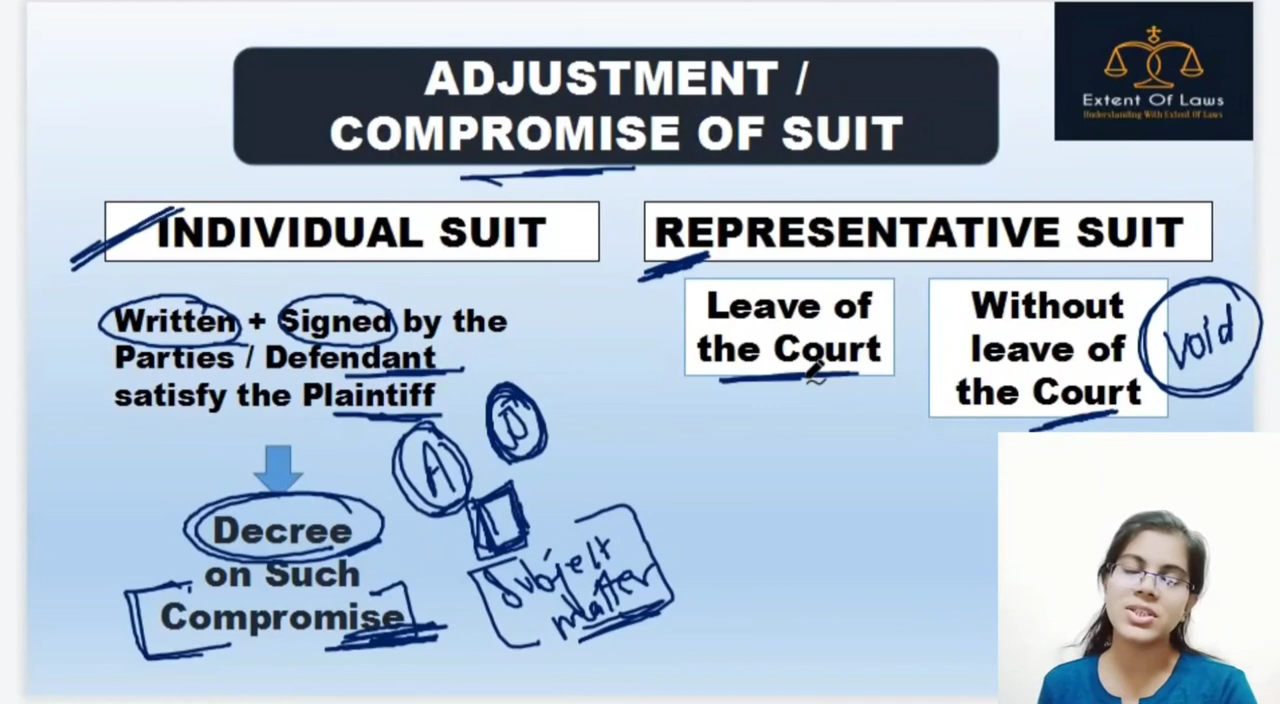 ADJUSTMENT /
COMPROMISE OF SUIT
Extent Of Laws
Understanding With Extent Of Laws
INDIVIDUAL SUIT
REPRESENTATIVE SUIT
Written + Signed by the
Parties / Defendant
satisfy the Plaintiff
Leave of
the Court
Without
leave of
the Court
void
A
Decree
on Such
Compromise
Subject
matter